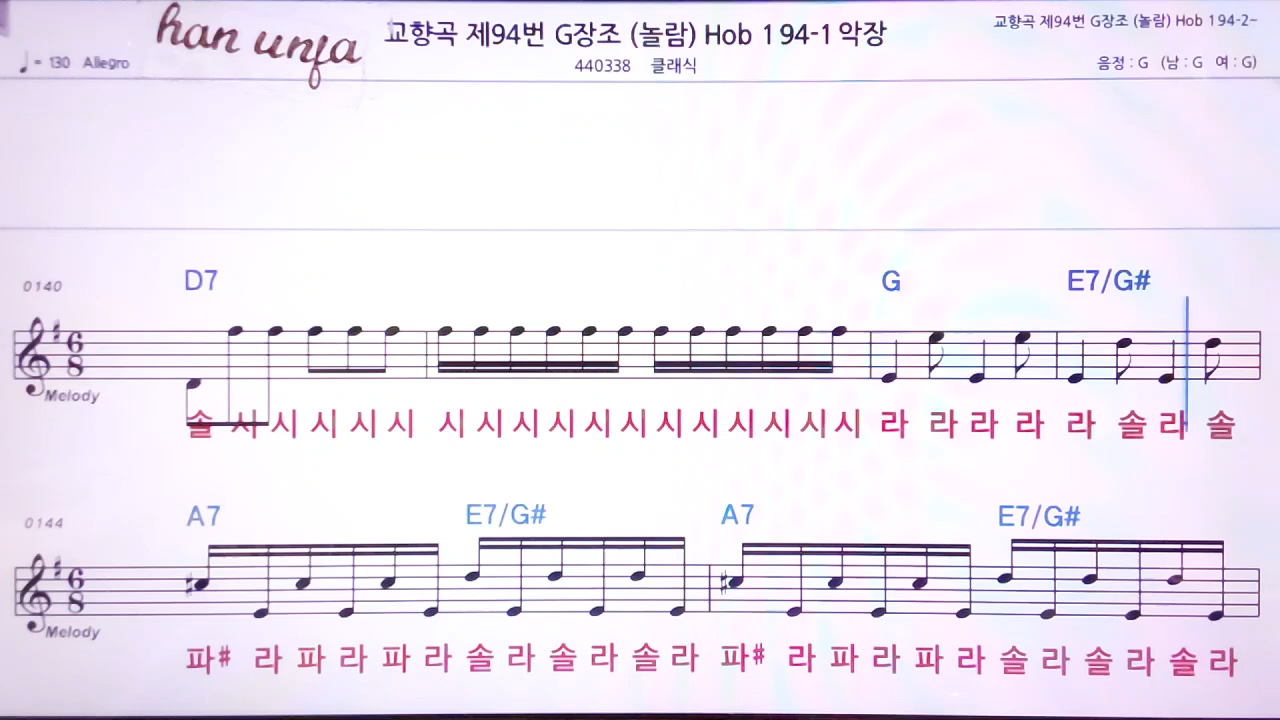 han unfa
교향곡 제94번 G장조 (놀람) Hob 1 94-1 악장
교향곡 제94번 G장조 (놀람) Hob 1 94-2~
♩ = 130 Allegro
440338 클래식
음정 : G (남 : G 여 : G)
0140 D7 G E7/G#
6 8
Melody
솔 시 시 시 시 시 시 시 시 시 시 시 시 시 시 시 시 시 라 라 라 라 라 솔 라 솔
0144 A7 E7/G# A7 E7/G#
6 8
Melody
파# 라 파 라 파 라 솔 라 솔 라 솔 라 파# 라 파 라 파 라 솔 라 솔 라 솔 라